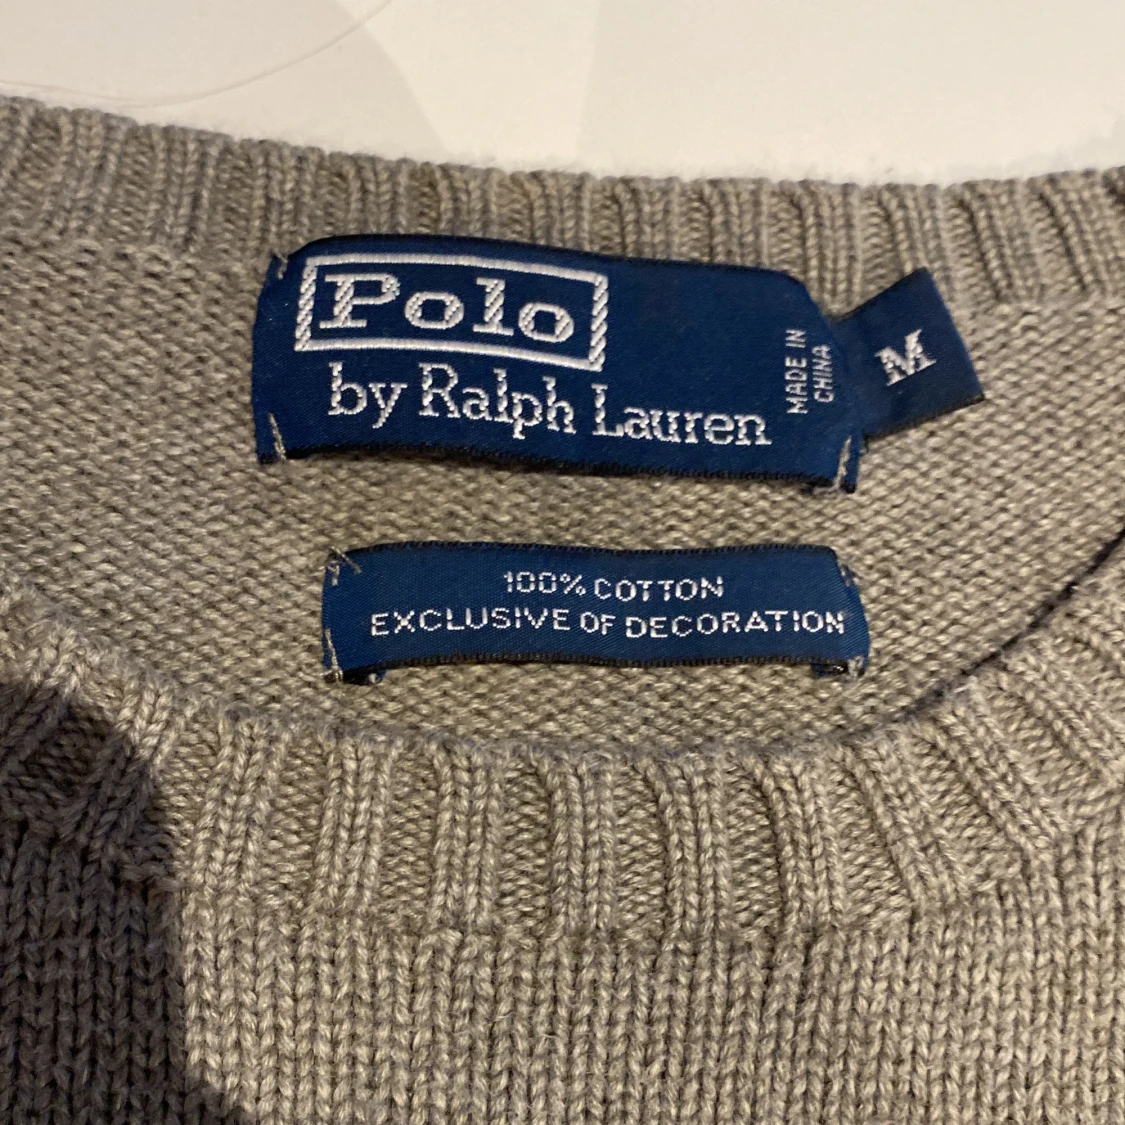 Polo
by Ralph Lauren
MADE IN
CHINA
M
100% COTTON
EXCLUSIVE OF DECORATION